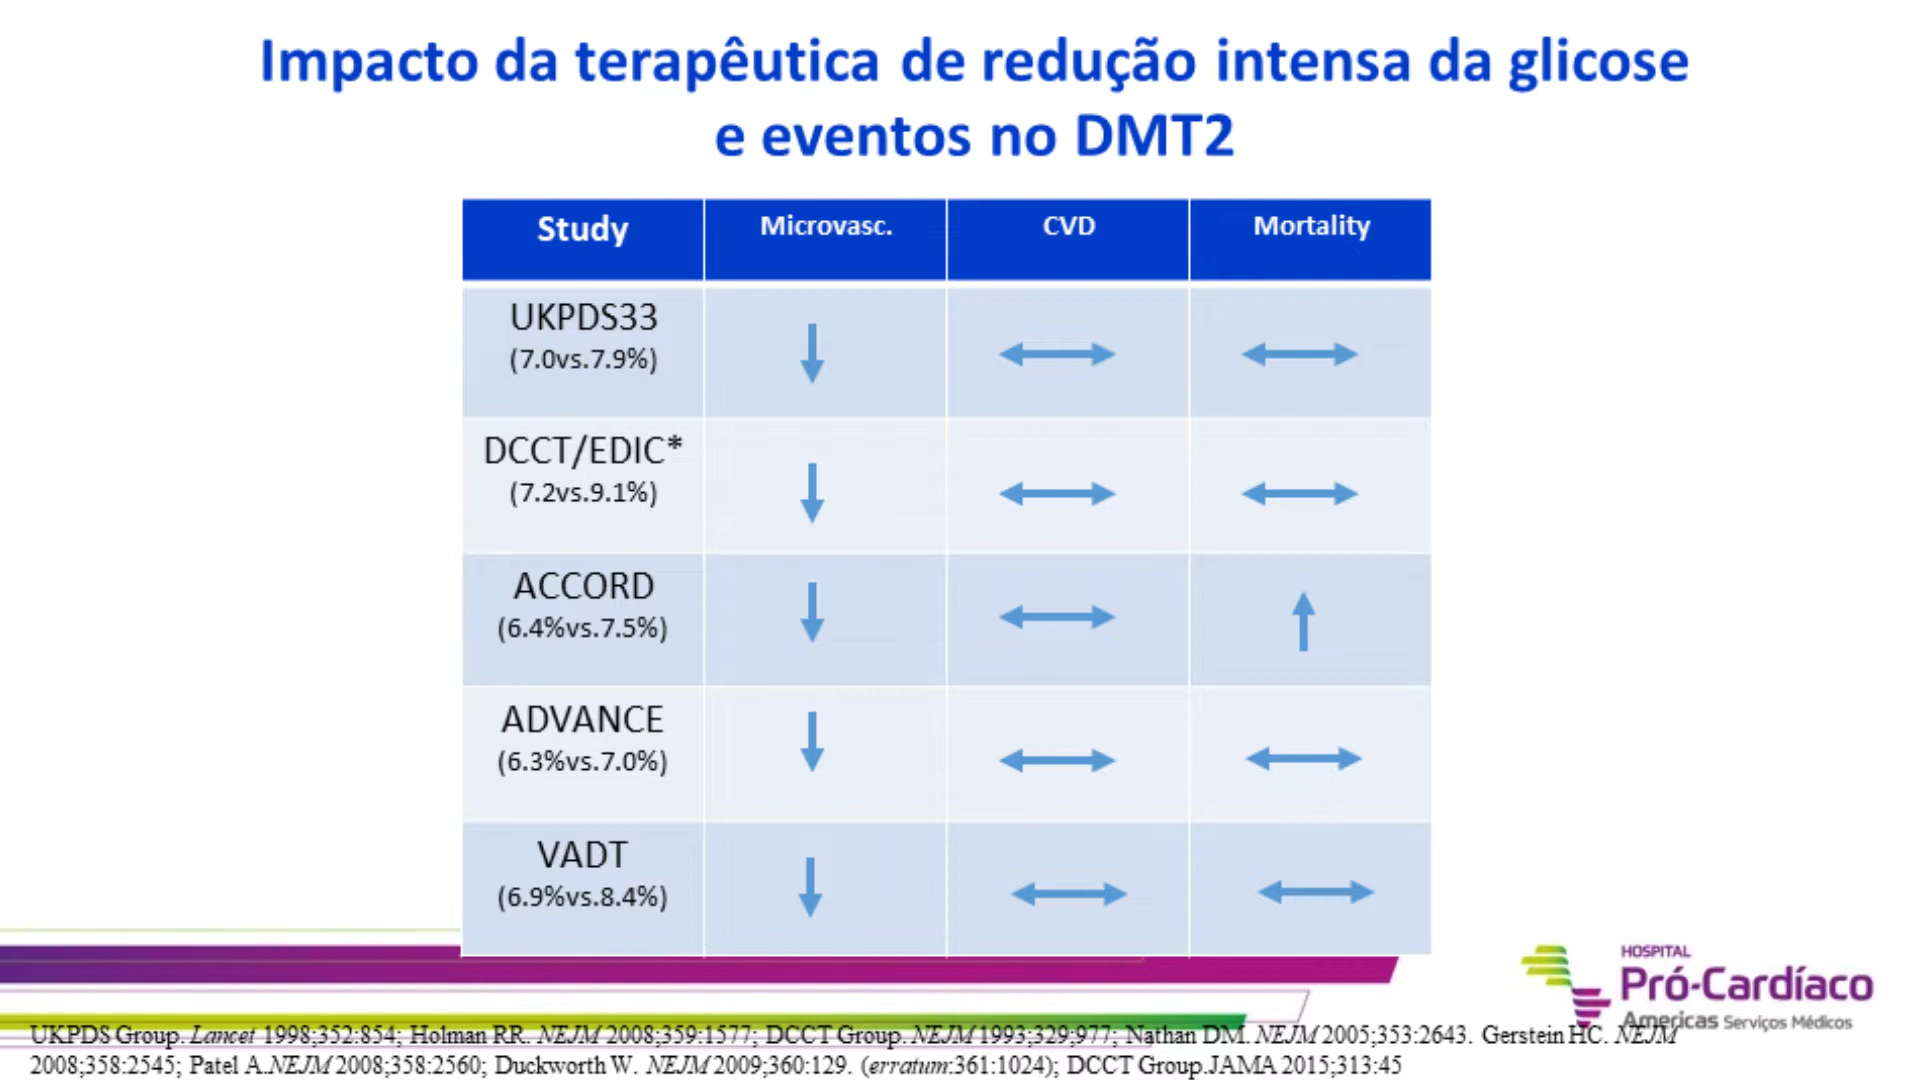 Impacto da terapêutica de redução intensa da glicose
e eventos no DMT2
Study Microvasc. CVD Mortality
UKPDS33
(7.0vs.7.9%)
DCCT/EDIC*
(7.2vs.9.1%)
ACCORD
(6.4%vs.7.5%)
ADVANCE
(6.3%vs.7.0%)
VADT
(6.9%vs.8.4%)
HOSPITAL
Pró-Cardíaco
Americas Serviços Médicos
UKPDS Group. Lancet 1998;352:854; Holman RR. NEJM 2008;359:1577; DCCT Group. NEJM 1993;329;977; Nathan DM. NEJM 2005;353:2643. Gerstein HC. NEJM
2008;358:2545; Patel A.NEJM 2008;358:2560; Duckworth W. NEJM 2009;360:129. (erratum:361:1024); DCCT Group.JAMA 2015;313:45